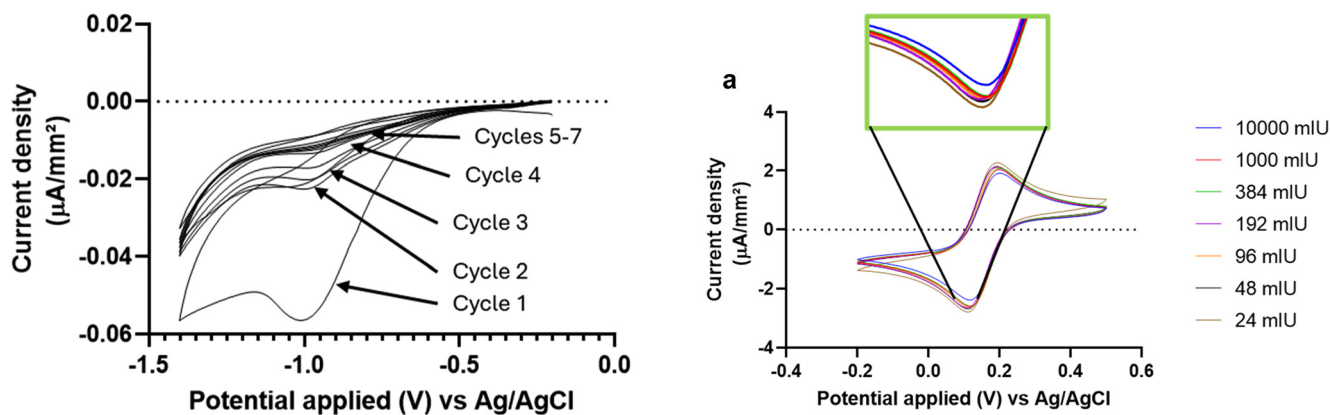 0.02
0.00
-0.02
-0.04
-0.06
Current density
(µA/mm²)
Cycles 5-7
Cycle 4
Cycle 3
Cycle 2
Cycle 1
-1.5
-1.0
-0.5
0.0
Potential applied (V) vs Ag/AgCl
a
4
2
0
-2
-4
Current density
(µA/mm²)
-0.4
-0.2
0.0
0.2
0.4
0.6
Potential applied (V) vs Ag/AgCl
10000 mIU
1000 mIU
384 mIU
192 mIU
96 mIU
48 mIU
24 mIU